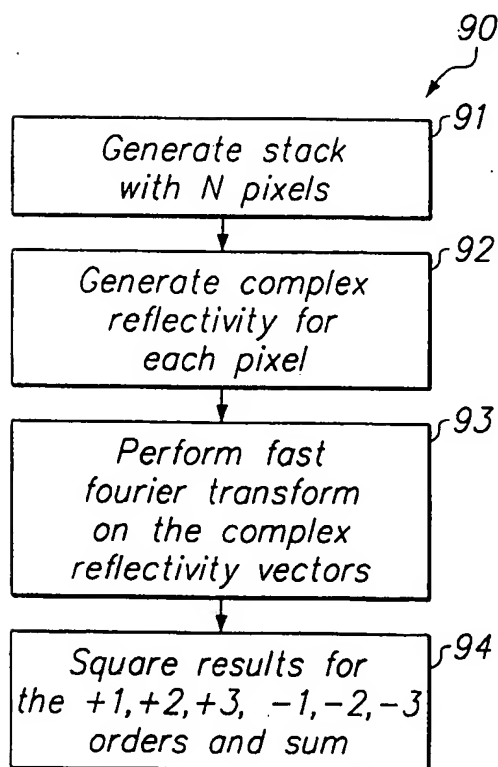 90
91
Generate stack
with N pixels
92
Generate complex
reflectivity for
each pixel
93
Perform fast
fourier transform
on the complex
reflectivity vectors
94
Square results for
the +1,+2,+3, -1,-2,-3
orders and sum